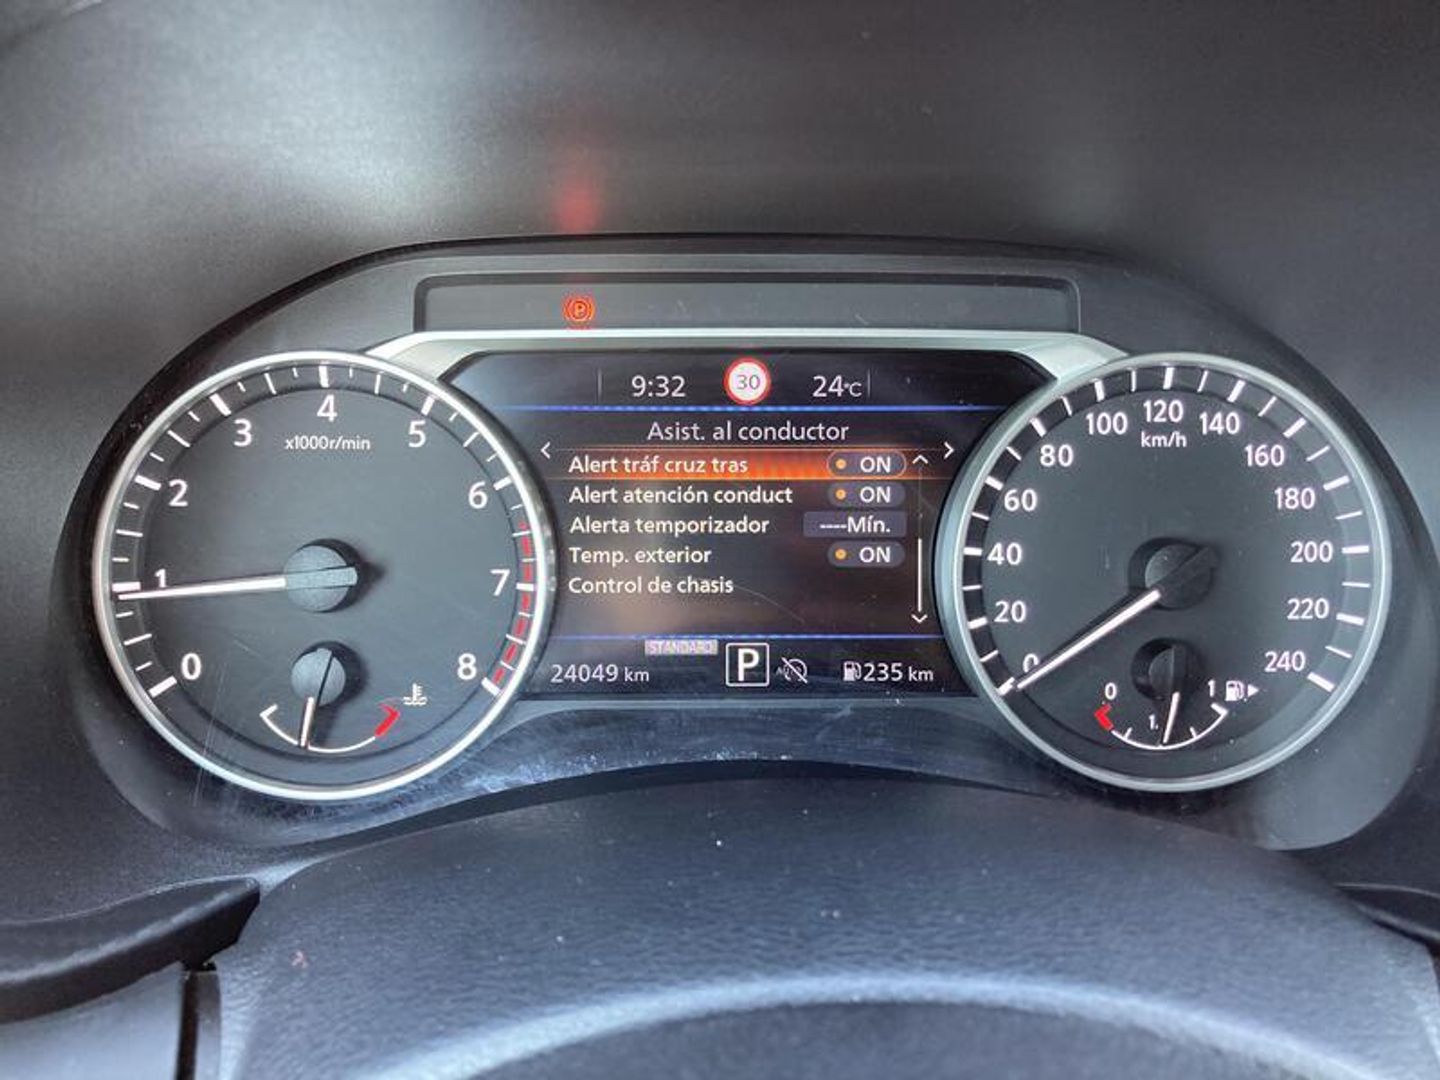 P
9:32
30
24°C
Asist. al conductor
Alert tráf cruz tras ON
Alert atención conduct ON
Alerta temporizador ----Mín.
Temp. exterior ON
Control de chasis
STANDARD
24049 km
P
235 km
0
1
2
3
4
5
6
7
8
x1000r/min
0
20
40
60
80
100
120
140
160
180
200
220
240
km/h
0
1